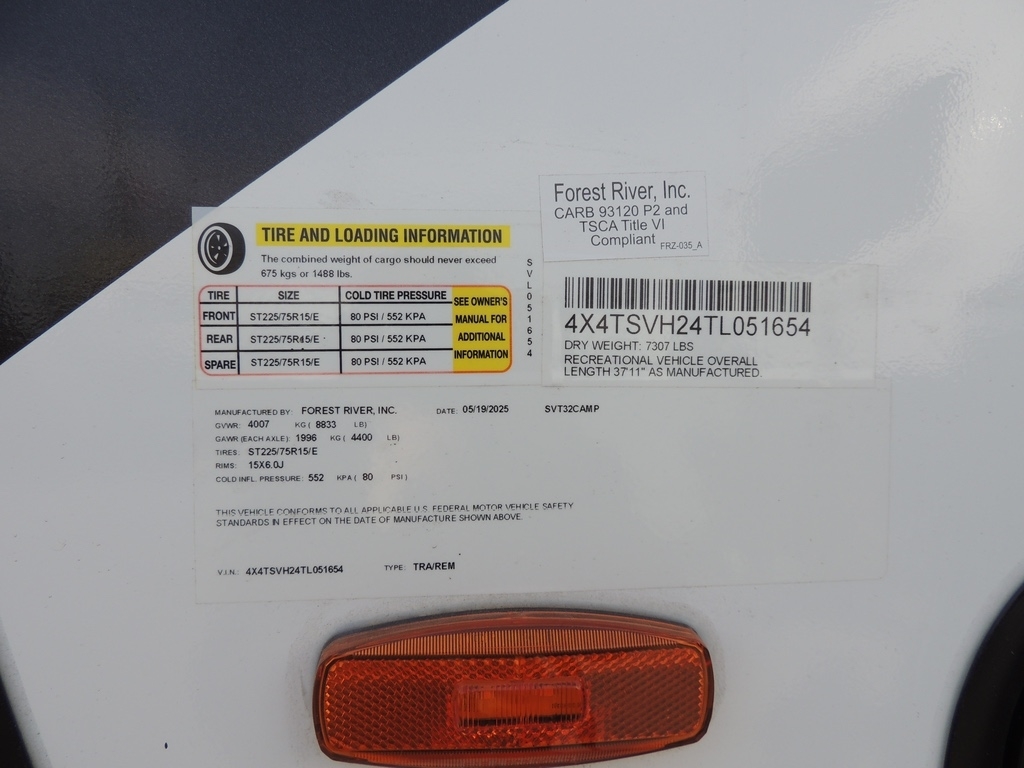 Forest River, Inc.
CARB 93120 P2 and
TSCA Title VI
Compliant FRZ-035_A
TIRE AND LOADING INFORMATION
The combined weight of cargo should never exceed
675 kgs or 1488 lbs.
TIRE SIZE COLD TIRE PRESSURE
FRONT ST225/75R15/E 80 PSI / 552 KPA
REAR ST225/75R15/E 80 PSI / 552 KPA
SPARE ST225/75R15/E 80 PSI / 552 KPA
SEE OWNER'S
MANUAL FOR
ADDITIONAL
INFORMATION
SVL051654
4X4TSVH24TL051654
DRY WEIGHT: 7307 LBS
RECREATIONAL VEHICLE OVERALL
LENGTH 37'11" AS MANUFACTURED.
MANUFACTURED BY: FOREST RIVER, INC. DATE: 05/19/2025 SVT32CAMP
GVWR: 4007 KG ( 8833 LB)
GAWR (EACH AXLE): 1996 KG ( 4400 LB)
TIRES: ST225/75R15/E
RIMS: 15X6.0J
COLD INFL. PRESSURE: 552 KPA ( 80 PSI )
THIS VEHICLE CONFORMS TO ALL APPLICABLE U.S. FEDERAL MOTOR VEHICLE SAFETY
STANDARDS IN EFFECT ON THE DATE OF MANUFACTURE SHOWN ABOVE.
V.I.N.: 4X4TSVH24TL051654 TYPE: TRA/REM